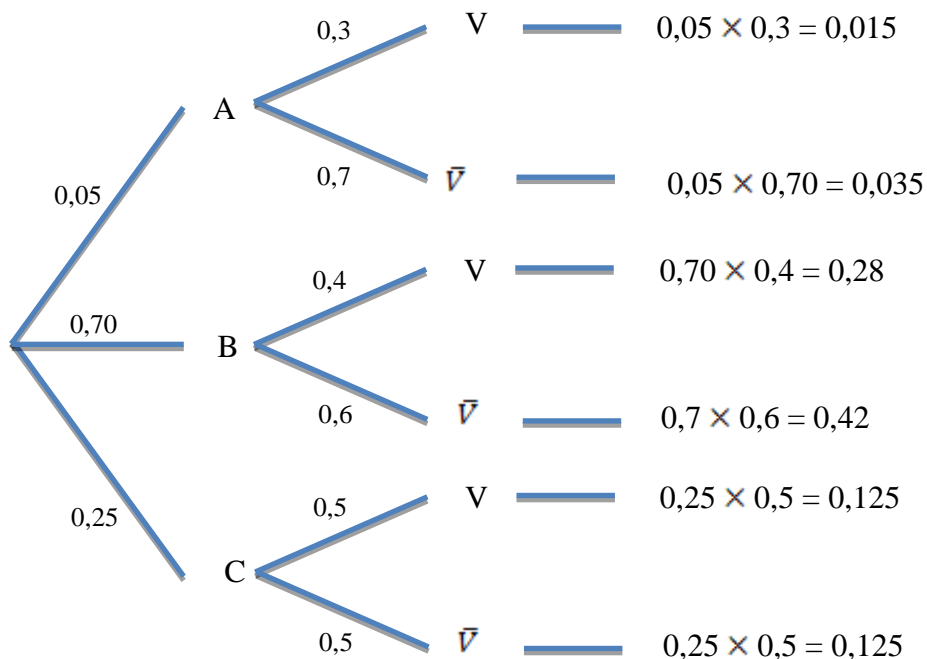 0,3 V 0,05 × 0,3 = 0,015
A
0,7 V̄ 0,05 × 0,70 = 0,035
0,05
0,4 V 0,70 × 0,4 = 0,28
0,70
B
0,6 V̄ 0,7 × 0,6 = 0,42
0,5 V 0,25 × 0,5 = 0,125
0,25
C
0,5 V̄ 0,25 × 0,5 = 0,125